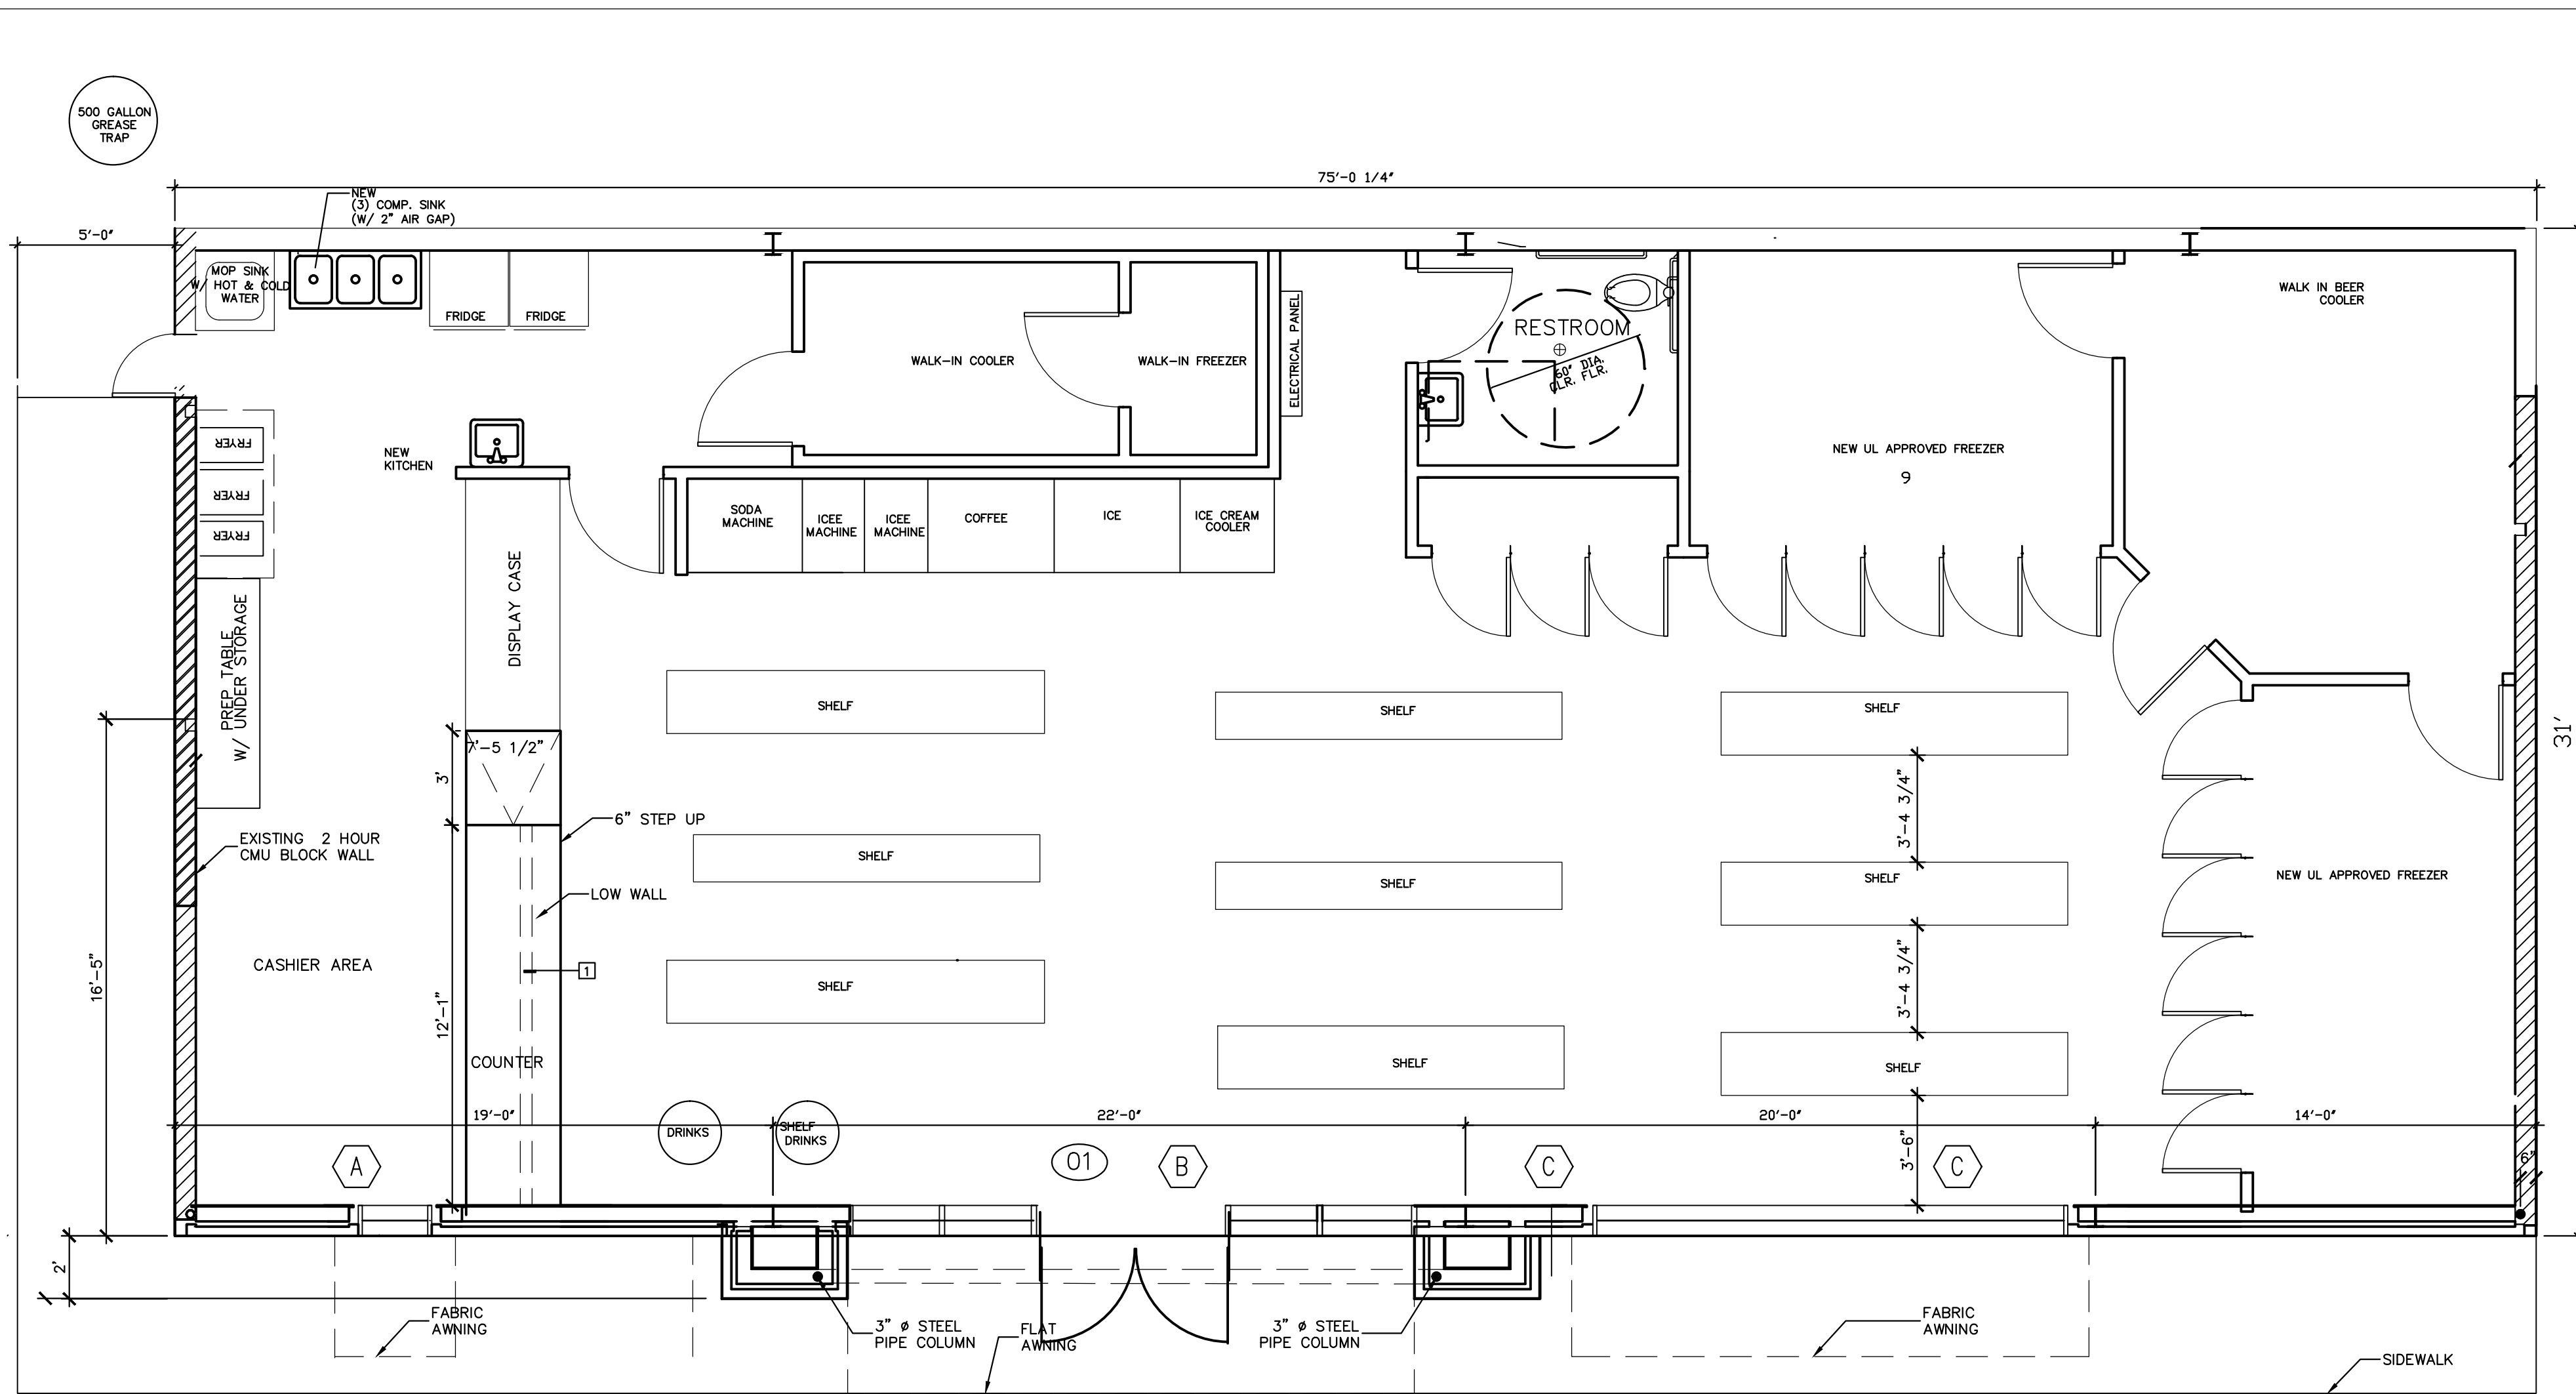 500 GALLON
GREASE
TRAP
75'-0 1/4"
NEW
(3) COMP. SINK
(W/ 2" AIR GAP)
5'-0"
MOP SINK
W/ HOT & COLD
WATER
FRIDGE
FRIDGE
WALK-IN COOLER
WALK-IN FREEZER
ELECTRICAL PANEL
RESTROOM
60" DIA.
CLR. FLR.
WALK IN BEER
COOLER
FRYER
FRYER
FRYER
NEW
KITCHEN
NEW UL APPROVED FREEZER
9
SODA
MACHINE
ICEE
MACHINE
ICEE
MACHINE
COFFEE
ICE
ICE CREAM
COOLER
DISPLAY CASE
PREP TABLE
W/ UNDER STORAGE
SHELF
SHELF
SHELF
31'
7'-5 1/2"
3'
3'-4 3/4"
6" STEP UP
EXISTING 2 HOUR
CMU BLOCK WALL
SHELF
SHELF
SHELF
NEW UL APPROVED FREEZER
LOW WALL
CASHIER AREA
1
16'-5"
12'-1"
SHELF
3'-4 3/4"
COUNTER
SHELF
SHELF
19'-0"
22'-0"
20'-0"
14'-0"
DRINKS
SHELF
DRINKS
A
01
B
C
3'-6"
C
6"
2'
FABRIC
AWNING
3" ø STEEL
PIPE COLUMN
FLAT
AWNING
3" ø STEEL
PIPE COLUMN
FABRIC
AWNING
SIDEWALK